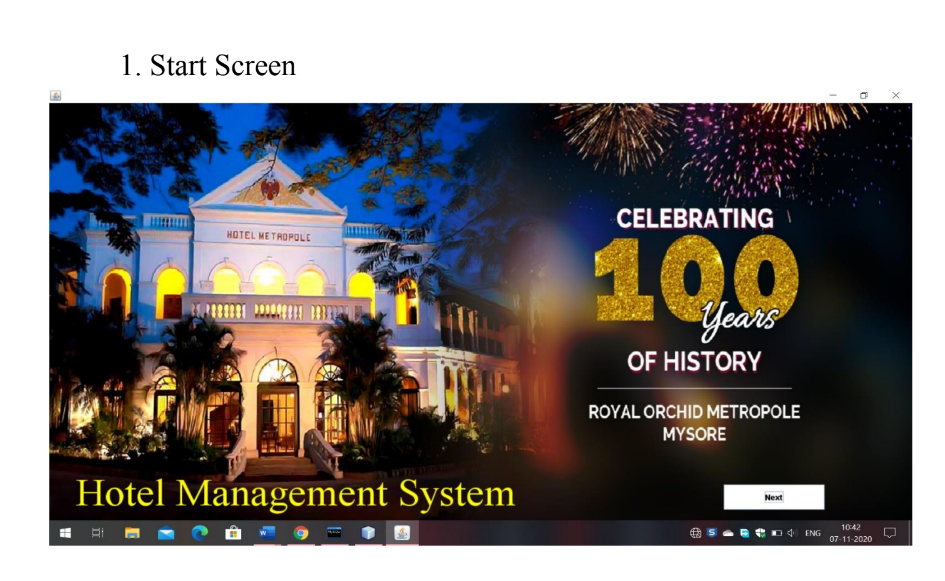 1. Start Screen
HOTEL METROPOLE
CELEBRATING
100
Years
OF HISTORY
ROYAL ORCHID METROPOLE
MYSORE
Hotel Management System
Next
ENG
10:42
07-11-2020